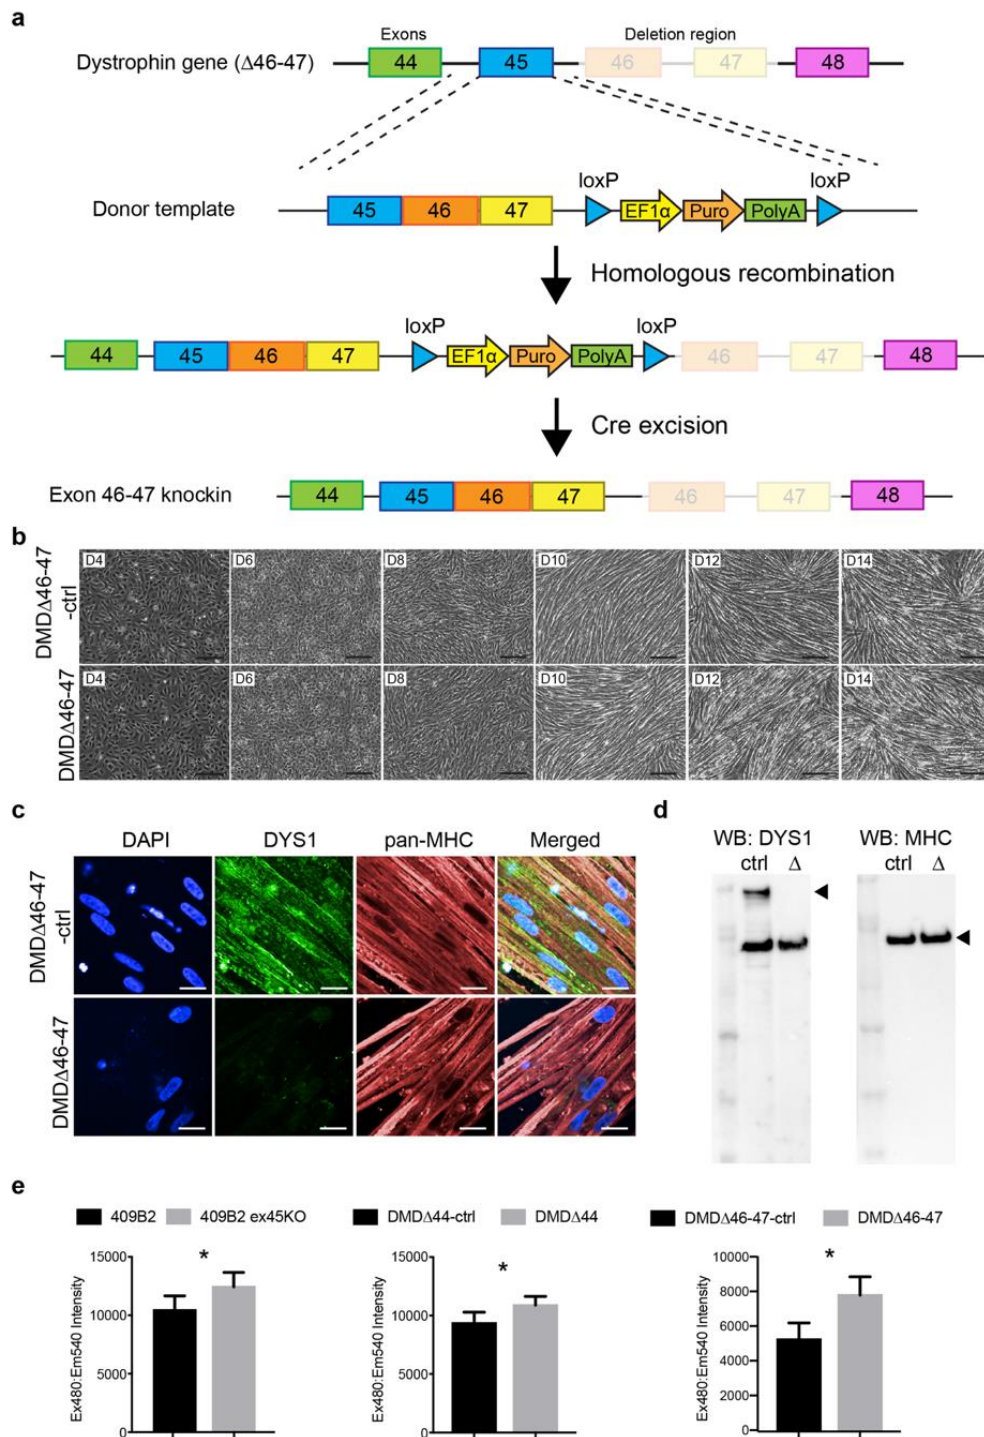 a
Exons
Deletion region
Dystrophin gene (Δ46-47)
44
45
46
47
48
loxP
loxP
Donor template
45
46
47
EF1α
Puro
PolyA
Homologous recombination
loxP
loxP
44
45
46
47
EF1α
Puro
PolyA
46
47
48
Cre excision
Exon 46-47 knockin
44
45
46
47
46
47
48
b
DMDΔ46-47
-ctrl
D4
D6
D8
D10
D12
D14
DMDΔ46-47
D4
D6
D8
D10
D12
D14
c
DAPI
DYS1
pan-MHC
Merged
DMDΔ46-47
-ctrl
DMDΔ46-47
d
WB: DYS1
ctrl Δ
WB: MHC
ctrl Δ
e
409B2
409B2 ex45KO
Ex480:Em540 Intensity
15000
10000
5000
0
*
DMDΔ44-ctrl
DMDΔ44
Ex480:Em540 Intensity
15000
10000
5000
0
*
DMDΔ46-47-ctrl
DMDΔ46-47
Ex480:Em540 Intensity
10000
8000
6000
4000
2000
0
*